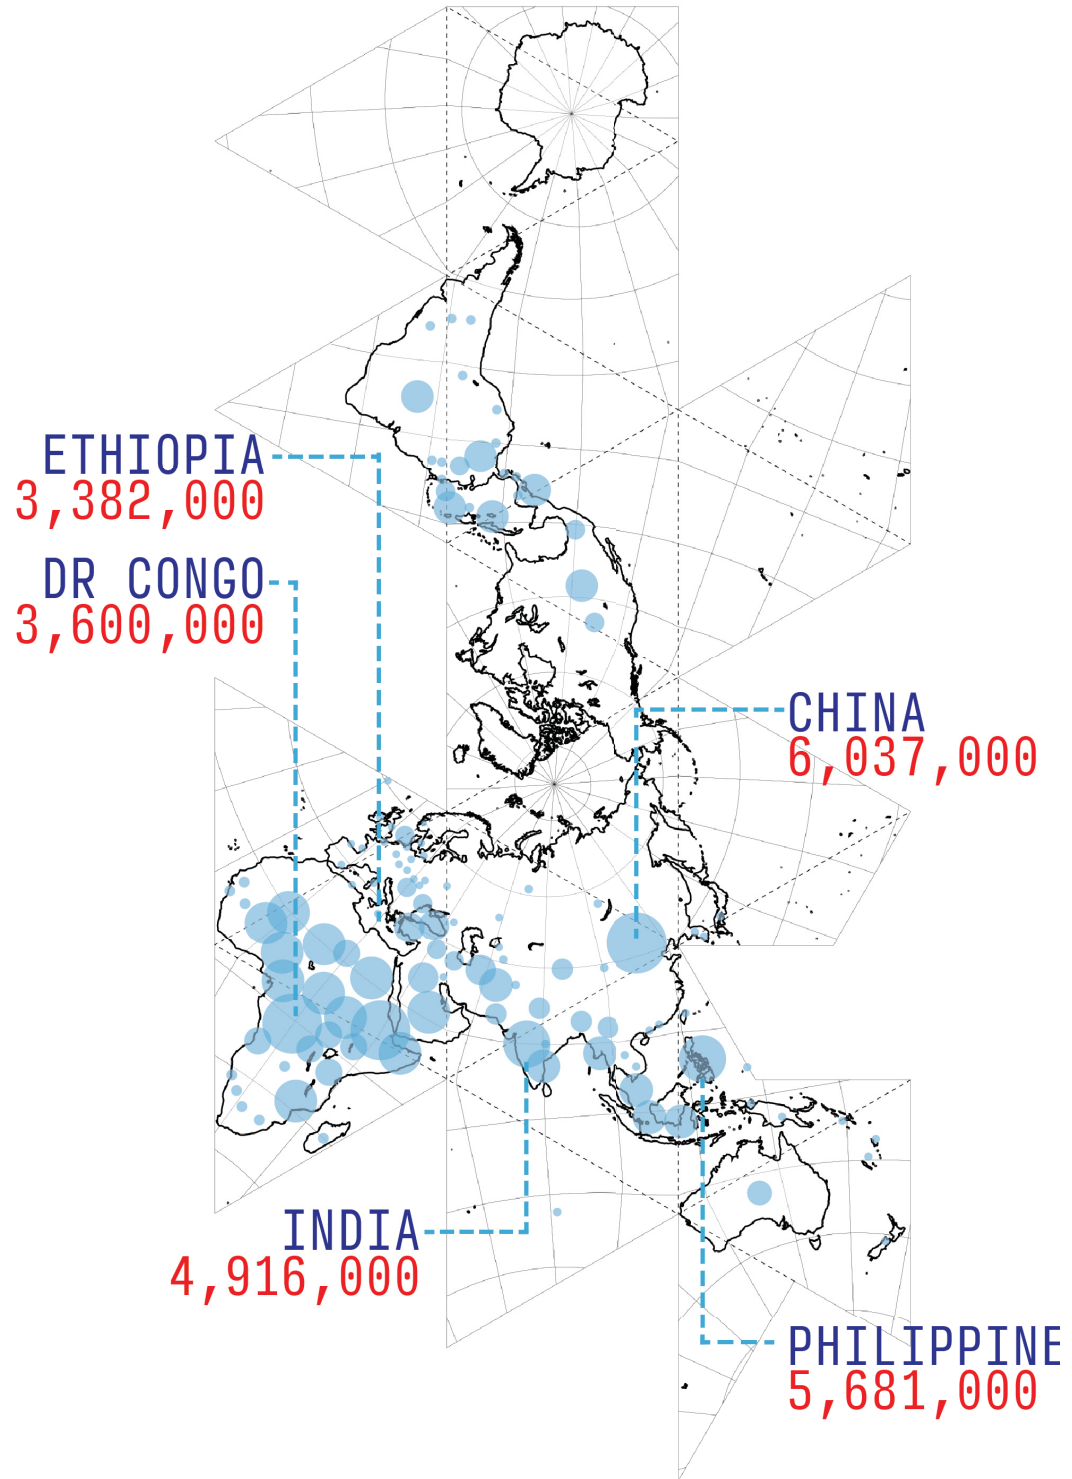 ETHIOPIA
3,382,000
DR CONGO
3,600,000
CHINA
6,037,000
INDIA
4,916,000
PHILIPPINE
5,681,000